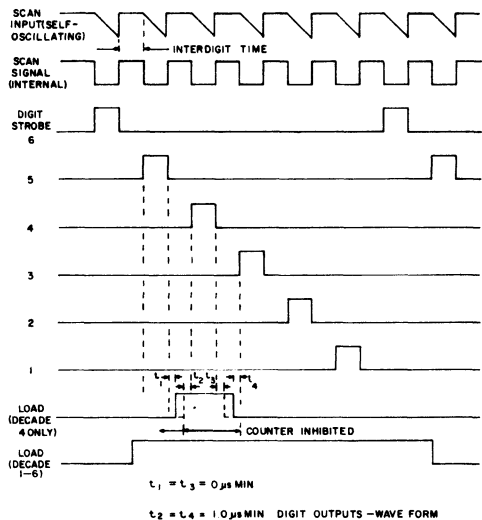 SCAN
INPUT(SELF-
OSCILLATING)
INTERDIGIT TIME
SCAN
SIGNAL
(INTERNAL)
DIGIT
STROBE
6
5
4
3
2
1
t1 t2 t3 t4
LOAD
(DECADE
4 ONLY)
COUNTER INHIBITED
LOAD
(DECADE
1-6)
t1 = t3 = 0 µs MIN
t2 = t4 = 1.0 µs MIN DIGIT OUTPUTS - WAVE FORM